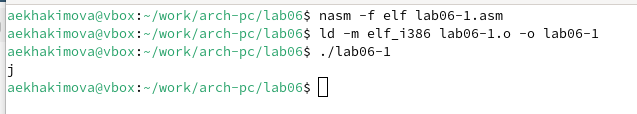 aekhakimova@vbox:~/work/arch-pc/lab06$ nasm -f elf lab06-1.asm
aekhakimova@vbox:~/work/arch-pc/lab06$ ld -m elf_i386 lab06-1.o -o lab06-1
aekhakimova@vbox:~/work/arch-pc/lab06$ ./lab06-1
j
aekhakimova@vbox:~/work/arch-pc/lab06$